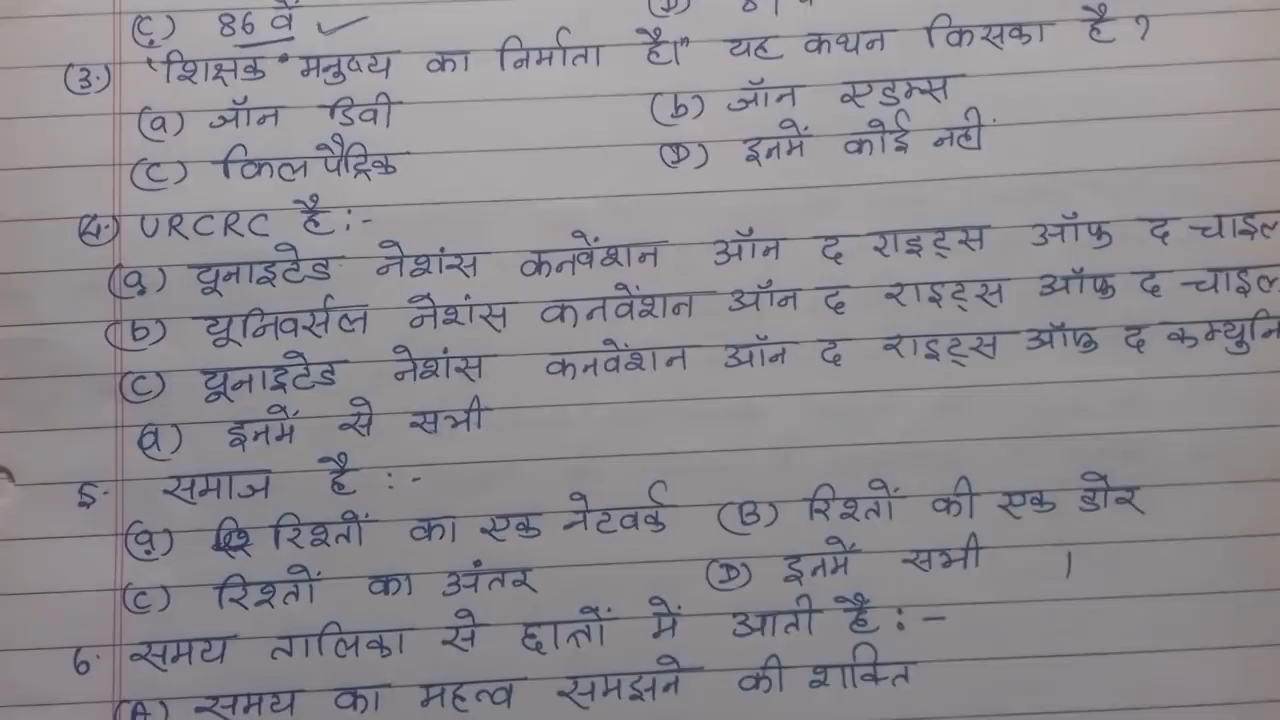 (C) 86 वें ✓
(3.) "शिक्षक मनुष्य का निर्माता है।" यह कथन किसका है ?
(a) जॉन डिवी (b) जॉन एडम्स
(C) किलपैट्रिक (D) इनमें कोई नहीं
(4.) URCRC है :-
(a) यूनाइटेड नेशंस कनवेंशन ऑन द राइट्स ऑफ द चाइल
(b) यूनिवर्सल नेशंस कनवेंशन ऑन द राइट्स ऑफ द चाइल
(C) यूनाइटेड नेशंस कनवेंशन ऑन द राइट्स ऑफ द कम्युनि
(d) इनमें से सभी
5. समाज है :-
(a) रिश्तों का एक नेटवर्क (B) रिश्तों की एक डोर
(C) रिश्तों का अंतर (D) इनमें सभी ।
6. समय तालिका से छात्रों में आती है :-
(A) समय का महत्व समझने की शक्ति